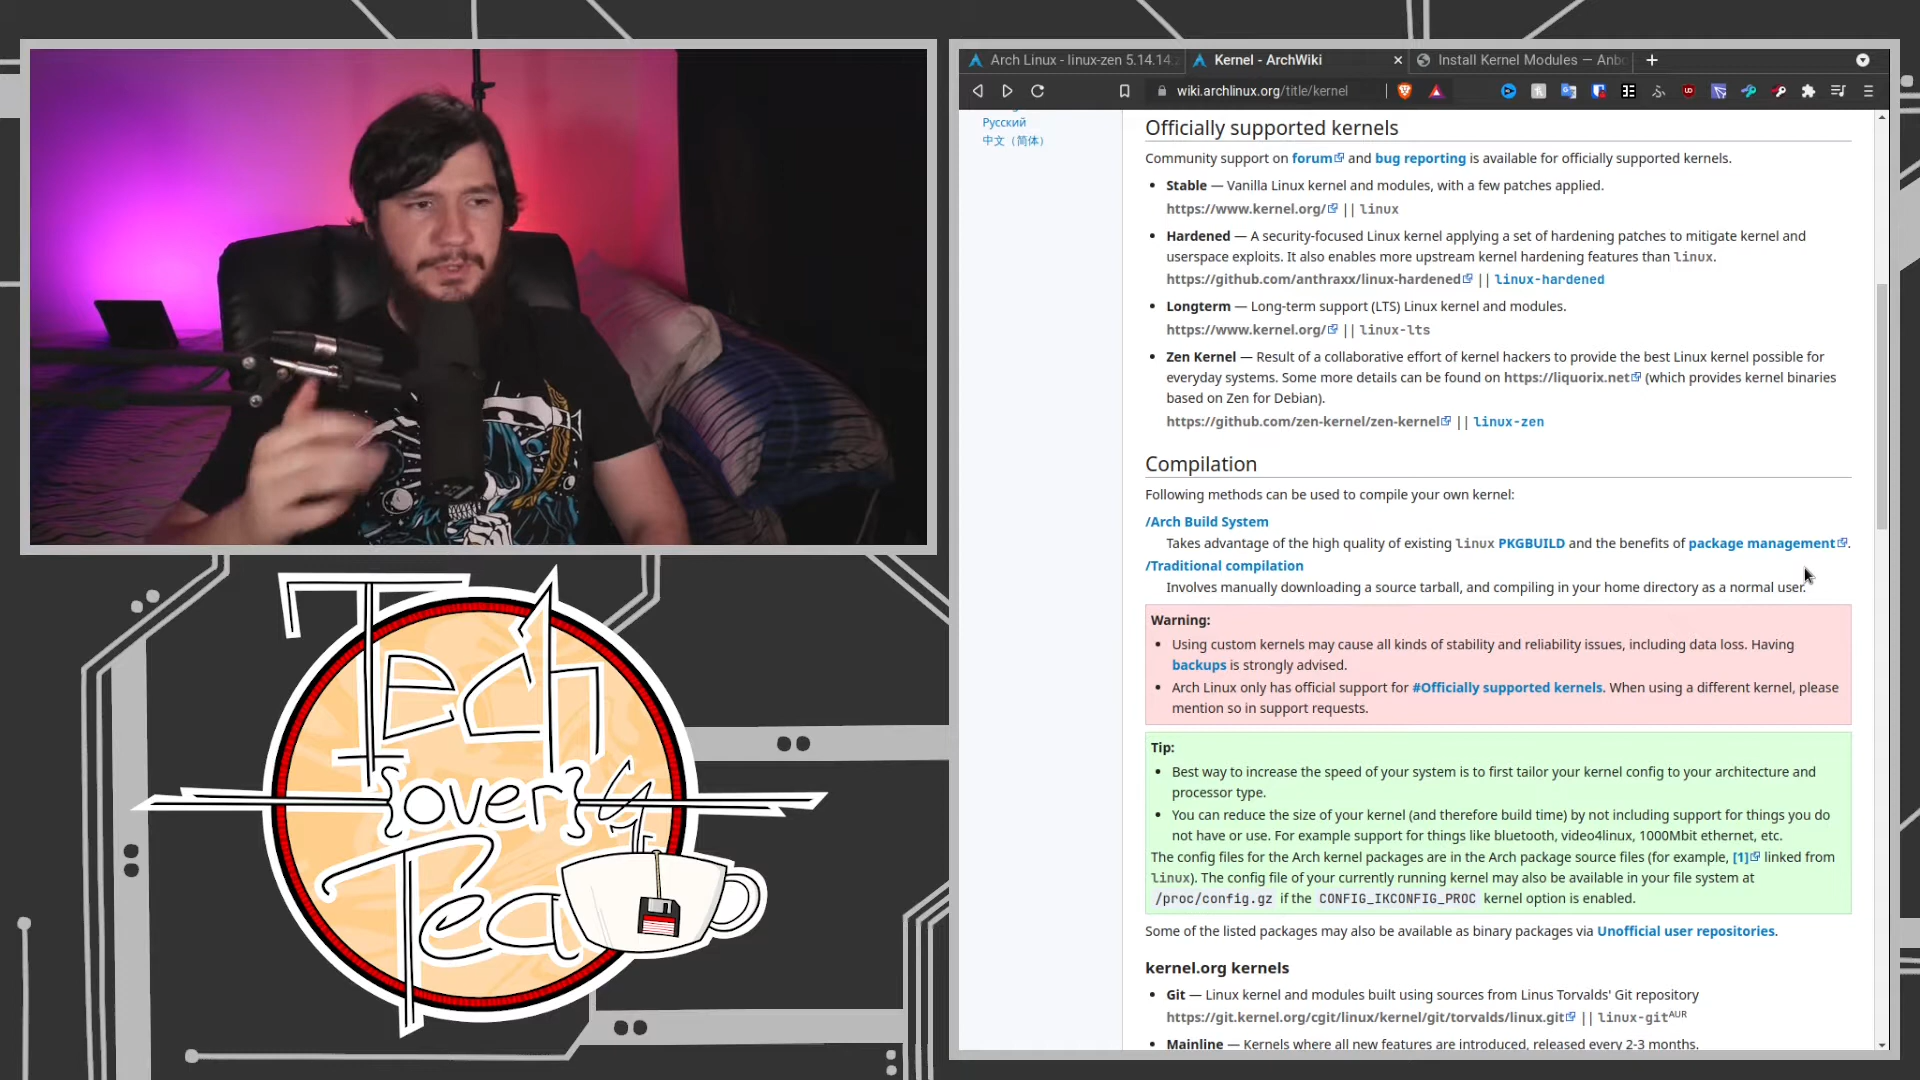 Arch Linux - linux-zen 5.14.14.
Kernel - ArchWiki
Install Kernel Modules — Anb
wiki.archlinux.org/title/kernel
Русский
中文（简体）
Officially supported kernels
Community support on forum and bug reporting is available for officially supported kernels.
• Stable — Vanilla Linux kernel and modules, with a few patches applied.
https://www.kernel.org/ || linux
• Hardened — A security-focused Linux kernel applying a set of hardening patches to mitigate kernel and
userspace exploits. It also enables more upstream kernel hardening features than linux.
https://github.com/anthraxx/linux-hardened || linux-hardened
• Longterm — Long-term support (LTS) Linux kernel and modules.
https://www.kernel.org/ || linux-lts
• Zen Kernel — Result of a collaborative effort of kernel hackers to provide the best Linux kernel possible for
everyday systems. Some more details can be found on https://liquorix.net (which provides kernel binaries
based on Zen for Debian).
https://github.com/zen-kernel/zen-kernel || linux-zen
Compilation
Following methods can be used to compile your own kernel:
/Arch Build System
Takes advantage of the high quality of existing linux PKGBUILD and the benefits of package management.
/Traditional compilation
Involves manually downloading a source tarball, and compiling in your home directory as a normal user.
Warning:
• Using custom kernels may cause all kinds of stability and reliability issues, including data loss. Having
backups is strongly advised.
• Arch Linux only has official support for #Officially supported kernels. When using a different kernel, please
mention so in support requests.
Tip:
• Best way to increase the speed of your system is to first tailor your kernel config to your architecture and
processor type.
• You can reduce the size of your kernel (and therefore build time) by not including support for things you do
not have or use. For example support for things like bluetooth, video4linux, 1000Mbit ethernet, etc.
The config files for the Arch kernel packages are in the Arch package source files (for example, [1] linked from
linux). The config file of your currently running kernel may also be available in your file system at
/proc/config.gz if the CONFIG_IKCONFIG_PROC kernel option is enabled.
Some of the listed packages may also be available as binary packages via Unofficial user repositories.
kernel.org kernels
• Git — Linux kernel and modules built using sources from Linus Torvalds' Git repository
https://git.kernel.org/cgit/linux/kernel/git/torvalds/linux.git || linux-gitAUR
• Mainline — Kernels where all new features are introduced, released every 2-3 months.
Tech
{over}
Tea